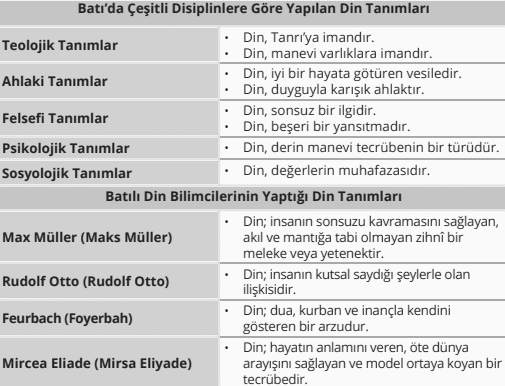 Batı’da Çeşitli Disiplinlere Göre Yapılan Din Tanımları
Teolojik Tanımlar
• Din, Tanrı’ya imandır.
• Din, manevi varlıklara imandır.
Ahlaki Tanımlar
• Din, iyi bir hayata götüren vesiledir.
• Din, duyguyla karışık ahlaktır.
Felsefi Tanımlar
• Din, sonsuz bir ilgidir.
• Din, beşeri bir yansıtmadır.
Psikolojik Tanımlar
• Din, derin manevi tecrübenin bir türüdür.
Sosyolojik Tanımlar
• Din, değerlerin muhafazasıdır.
Batılı Din Bilimcilerinin Yaptığı Din Tanımları
Max Müller (Maks Müller)
• Din; insanın sonsuzu kavramasını sağlayan,
akıl ve mantığa tabi olmayan zihnî bir
meleke veya yetenektir.
Rudolf Otto (Rudolf Otto)
• Din; insanın kutsal saydığı şeylerle olan
ilişkisidir.
Feurbach (Foyerbah)
• Din; dua, kurban ve inançla kendini
gösteren bir arzudur.
Mircea Eliade (Mirsa Eliyade)
• Din; hayatın anlamını veren, öte dünya
arayışını sağlayan ve model ortaya koyan bir
tecrübedir.